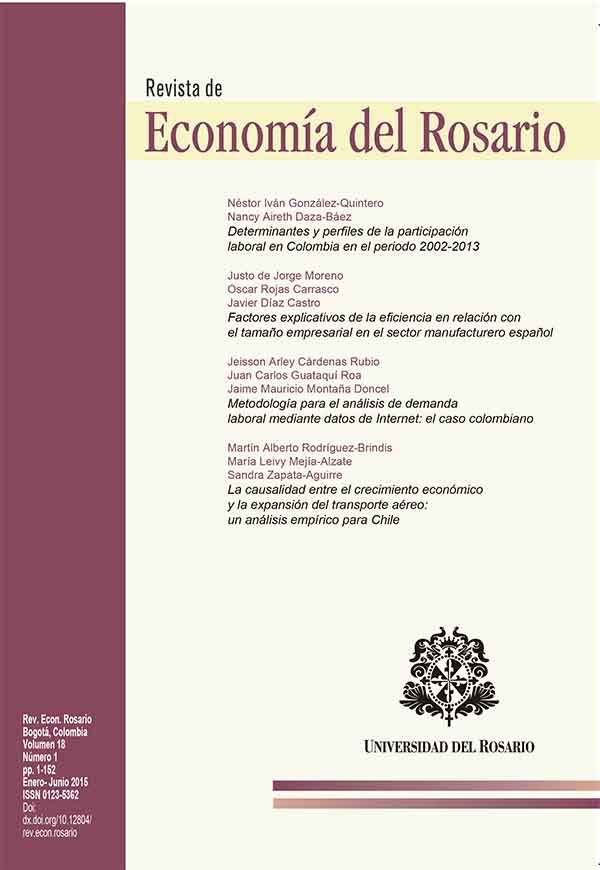 Revista de
Economía del Rosario
Néstor Iván González-Quintero
Nancy Aireth Daza-Báez
Determinantes y perfiles de la participación
laboral en Colombia en el periodo 2002-2013
Justo de Jorge Moreno
Oscar Rojas Carrasco
Javier Díaz Castro
Factores explicativos de la eficiencia en relación con
el tamaño empresarial en el sector manufacturero español
Jeisson Arley Cárdenas Rubio
Juan Carlos Guataquí Roa
Jaime Mauricio Montaña Doncel
Metodología para el análisis de demanda
laboral mediante datos de Internet: el caso colombiano
Martín Alberto Rodríguez-Brindis
María Leivy Mejía-Alzate
Sandra Zapata-Aguirre
La causalidad entre el crecimiento económico
y la expansión del transporte aéreo:
un análisis empírico para Chile
UNIVERSIDAD DEL ROSARIO
Rev. Econ. Rosario
Bogotá, Colombia
Volumen 18
Número 1
pp. 1-152
Enero- Junio 2015
ISSN 0123-5362
Doi:
dx.doi.org/10.12804/
rev.econ.rosario